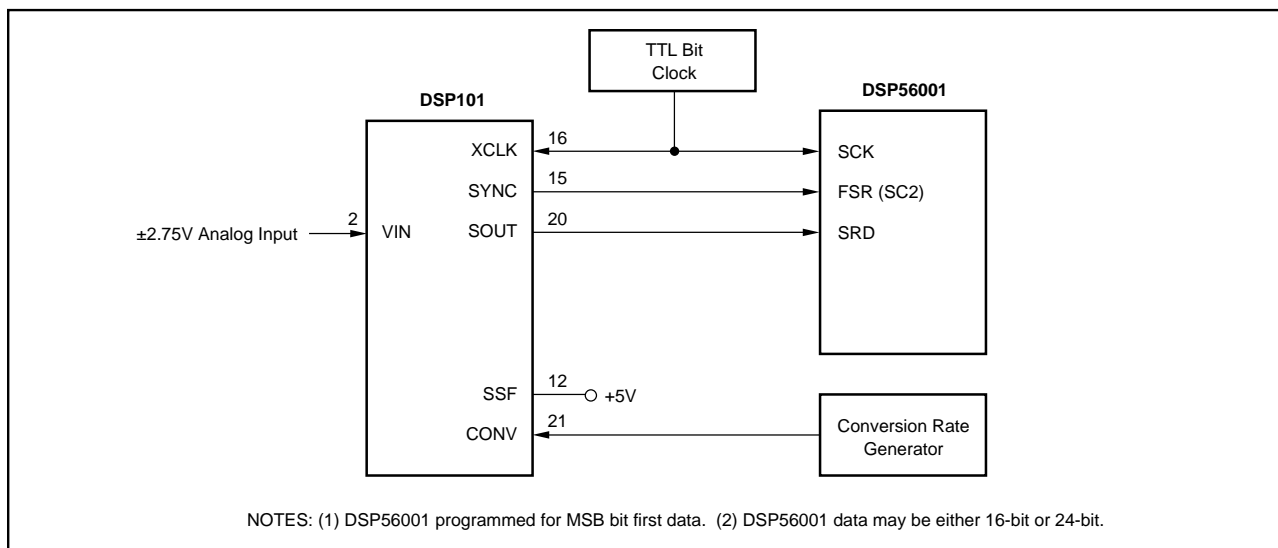 TTL Bit
Clock
DSP101
DSP56001
XCLK
16
SCK
SYNC
15
FSR (SC2)
±2.75V Analog Input
2
VIN
SOUT
20
SRD
SSF
12
+5V
CONV
21
Conversion Rate
Generator
NOTES: (1) DSP56001 programmed for MSB bit first data. (2) DSP56001 data may be either 16-bit or 24-bit.